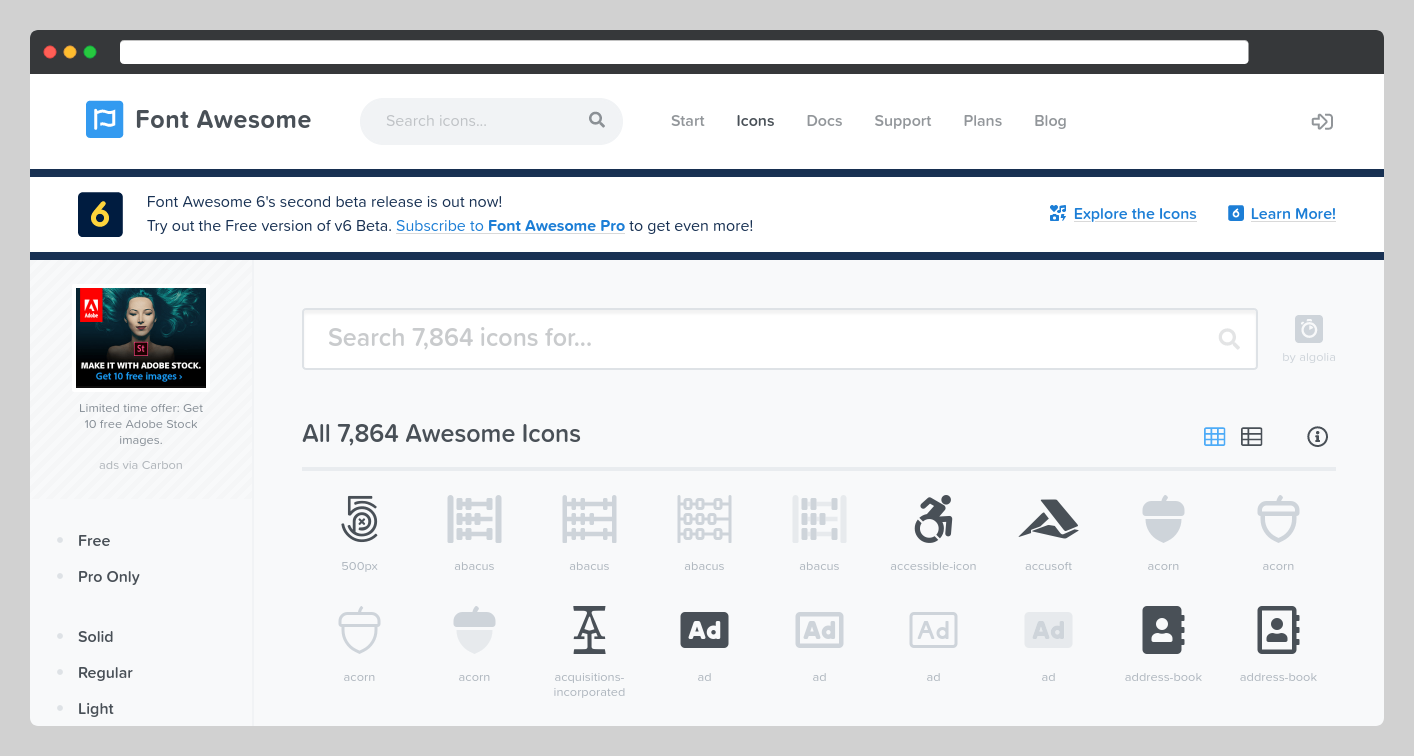 Font Awesome
Search icons...
Start
Icons
Docs
Support
Plans
Blog
6
Font Awesome 6's second beta release is out now!
Try out the Free version of v6 Beta. Subscribe to Font Awesome Pro to get even more!
Explore the Icons
6
Learn More!
Adobe
St
MAKE IT WITH ADOBE STOCK.
Get 10 free images ›
Limited time offer: Get
10 free Adobe Stock
images.
ads via Carbon
Free
Pro Only
Solid
Regular
Light
Search 7,864 icons for...
by algolia
All 7,864 Awesome Icons
5
500px
abacus
abacus
abacus
abacus
accessible-icon
accusoft
acorn
acorn
acorn
acorn
acquisitions-
incorporated
Ad
ad
Ad
ad
Ad
ad
Ad
ad
address-book
address-book